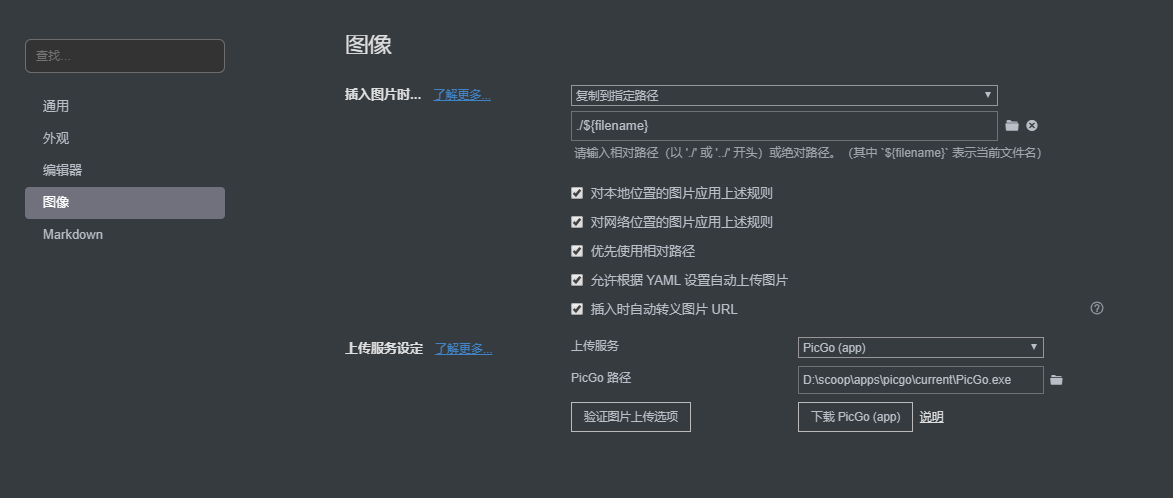 图像
查找...
通用
外观
编辑器
图像
Markdown
插入图片时... 了解更多... 复制到指定路径
./${filename}
请输入相对路径（以 './' 或 '../' 开头）或绝对路径。 （其中 `${filename}` 表示当前文件名）
对本地位置的图片应用上述规则
对网络位置的图片应用上述规则
优先使用相对路径
允许根据 YAML 设置自动上传图片
插入时自动转义图片 URL
上传服务设定 了解更多... 上传服务 PicGo (app)
PicGo 路径 D:\scoop\apps\picgo\current\PicGo.exe
验证图片上传选项 下载 PicGo (app) 说明